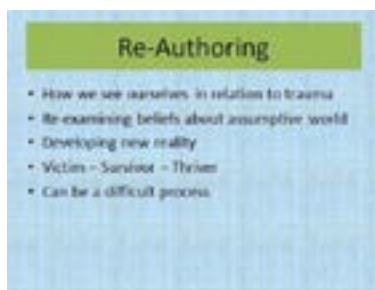 Re-Authoring
• How we see ourselves in relation to trauma
• Re-examining beliefs about assumptive world
• Developing new reality
• Victim – Survivor – Thriver
• Can be a difficult process